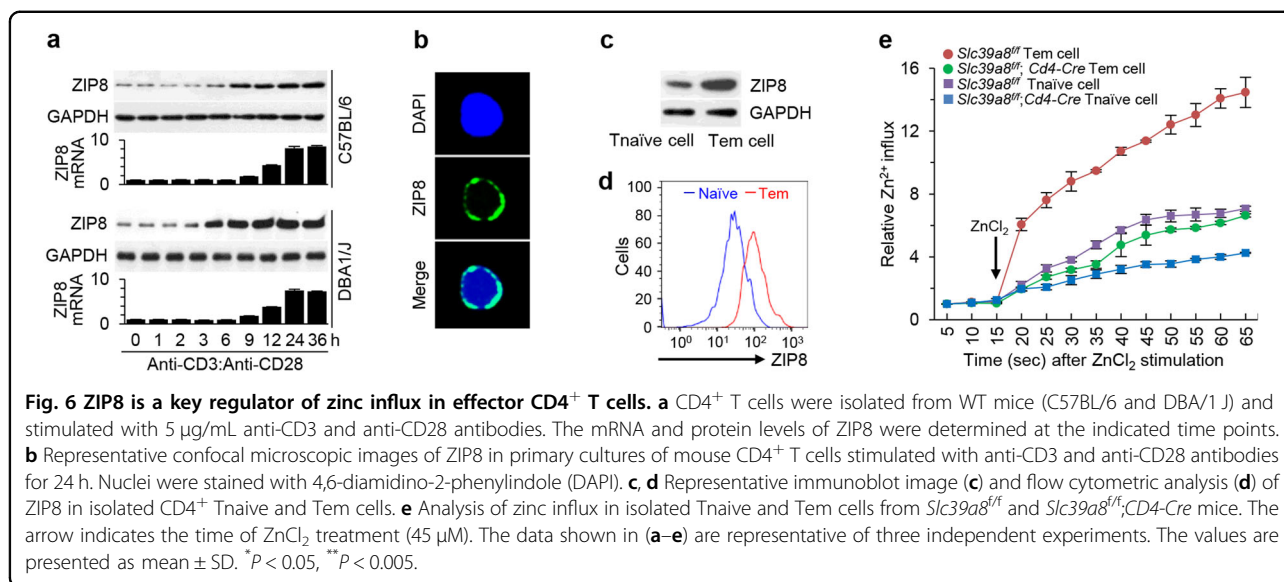 a
ZIP8
GAPDH
ZIP8 mRNA
10
0
C57BL/6
ZIP8
GAPDH
ZIP8 mRNA
10
0
DBA1/J
0 1 2 3 6 9 12 24 36 h
Anti-CD3:Anti-CD28
b
DAPI
ZIP8
Merge
c
ZIP8
GAPDH
Tnaïve cell Tem cell
d
Naïve Tem
Cells
100
80
60
40
20
0
10⁰ 10¹ 10² 10³
ZIP8
e
Slc39a8f/f Tem cell
Slc39a8f/f; Cd4-Cre Tem cell
Slc39a8f/f Tnaïve cell
Slc39a8f/f;Cd4-Cre Tnaïve cell
Relative Zn²⁺ influx
16
12
8
4
0
ZnCl₂
5 10 15 20 25 30 35 40 45 50 55 60 65
Time (sec) after ZnCl₂ stimulation
Fig. 6 ZIP8 is a key regulator of zinc influx in effector CD4⁺ T cells. a CD4⁺ T cells were isolated from WT mice (C57BL/6 and DBA/1 J) and
stimulated with 5 µg/mL anti-CD3 and anti-CD28 antibodies. The mRNA and protein levels of ZIP8 were determined at the indicated time points.
b Representative confocal microscopic images of ZIP8 in primary cultures of mouse CD4⁺ T cells stimulated with anti-CD3 and anti-CD28 antibodies
for 24 h. Nuclei were stained with 4,6-diamidino-2-phenylindole (DAPI). c, d Representative immunoblot image (c) and flow cytometric analysis (d) of
ZIP8 in isolated CD4⁺ Tnaive and Tem cells. e Analysis of zinc influx in isolated Tnaive and Tem cells from Slc39a8f/f and Slc39a8f/f;CD4-Cre mice. The
arrow indicates the time of ZnCl₂ treatment (45 µM). The data shown in (a–e) are representative of three independent experiments. The values are
presented as mean ± SD. *P < 0.05, **P < 0.005.